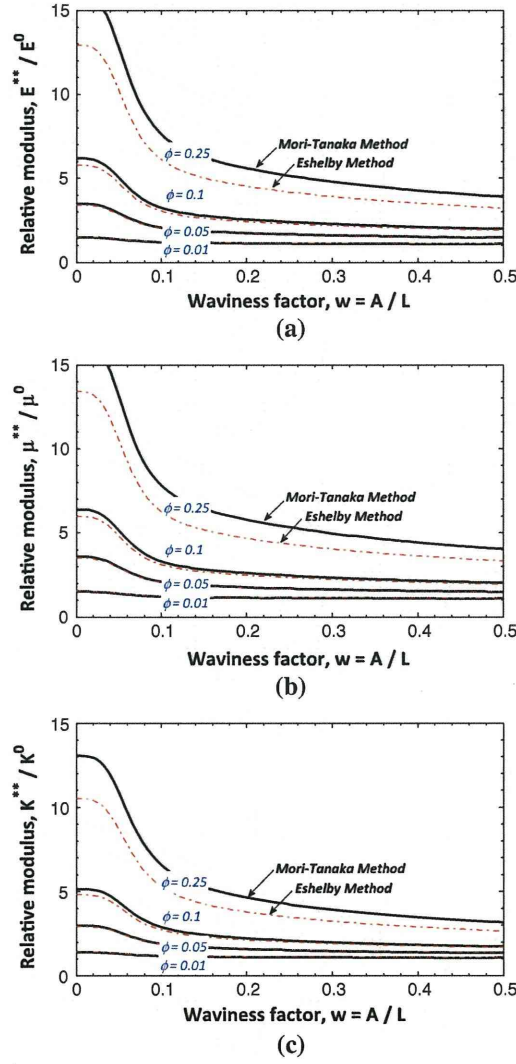 (a)
15
10
5
0
Relative modulus, E** / E⁰
Mori-Tanaka Method
Eshelby Method
ϕ= 0.25
ϕ= 0.1
ϕ= 0.05
ϕ= 0.01
0 0.1 0.2 0.3 0.4 0.5
Waviness factor, w = A / L
(a)
15
10
5
0
Relative modulus, μ** / μ⁰
Mori-Tanaka Method
Eshelby Method
ϕ= 0.25
ϕ= 0.1
ϕ= 0.05
ϕ= 0.01
0 0.1 0.2 0.3 0.4 0.5
Waviness factor, w = A / L
(b)
15
10
5
0
Relative modulus, K** / K⁰
Mori-Tanaka Method
Eshelby Method
ϕ= 0.25
ϕ= 0.1
ϕ= 0.05
ϕ= 0.01
0 0.1 0.2 0.3 0.4 0.5
Waviness factor, w = A / L
(c)